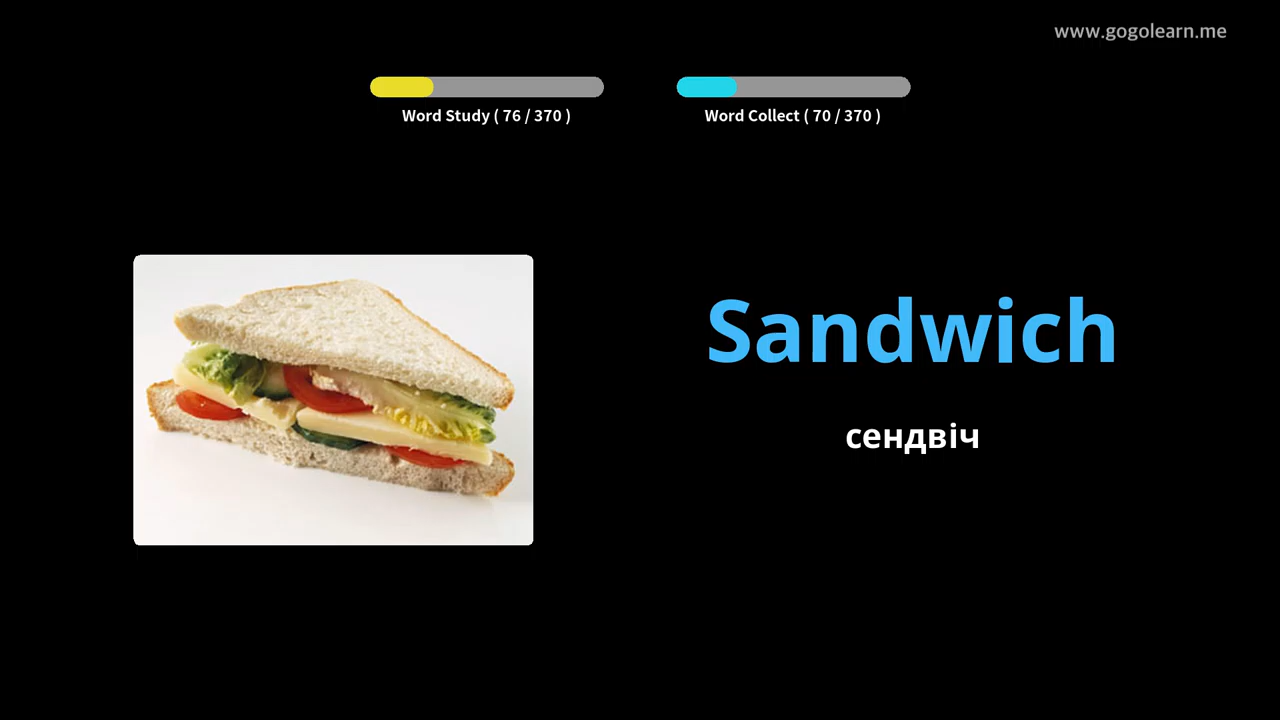 www.gogolearn.me
Word Study ( 76 / 370 )
Word Collect ( 70 / 370 )
Sandwich
сендвіч